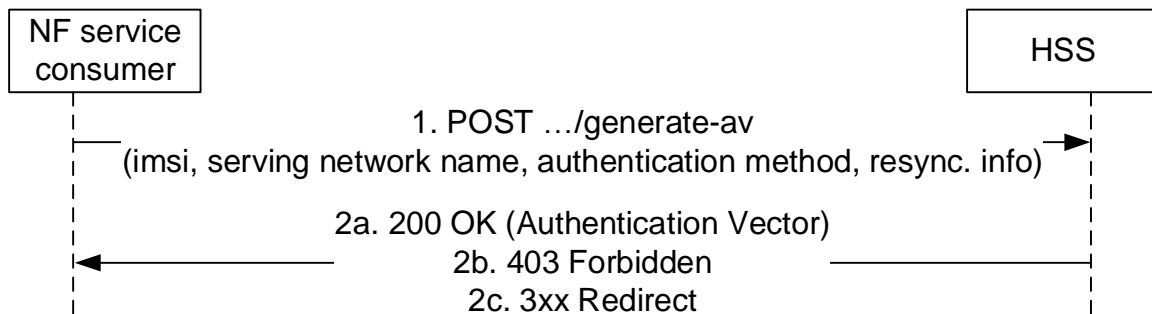 NF service
consumer
HSS
1. POST …/generate-av
(imsi, serving network name, authentication method, resync. info)
2a. 200 OK (Authentication Vector)
2b. 403 Forbidden
2c. 3xx Redirect